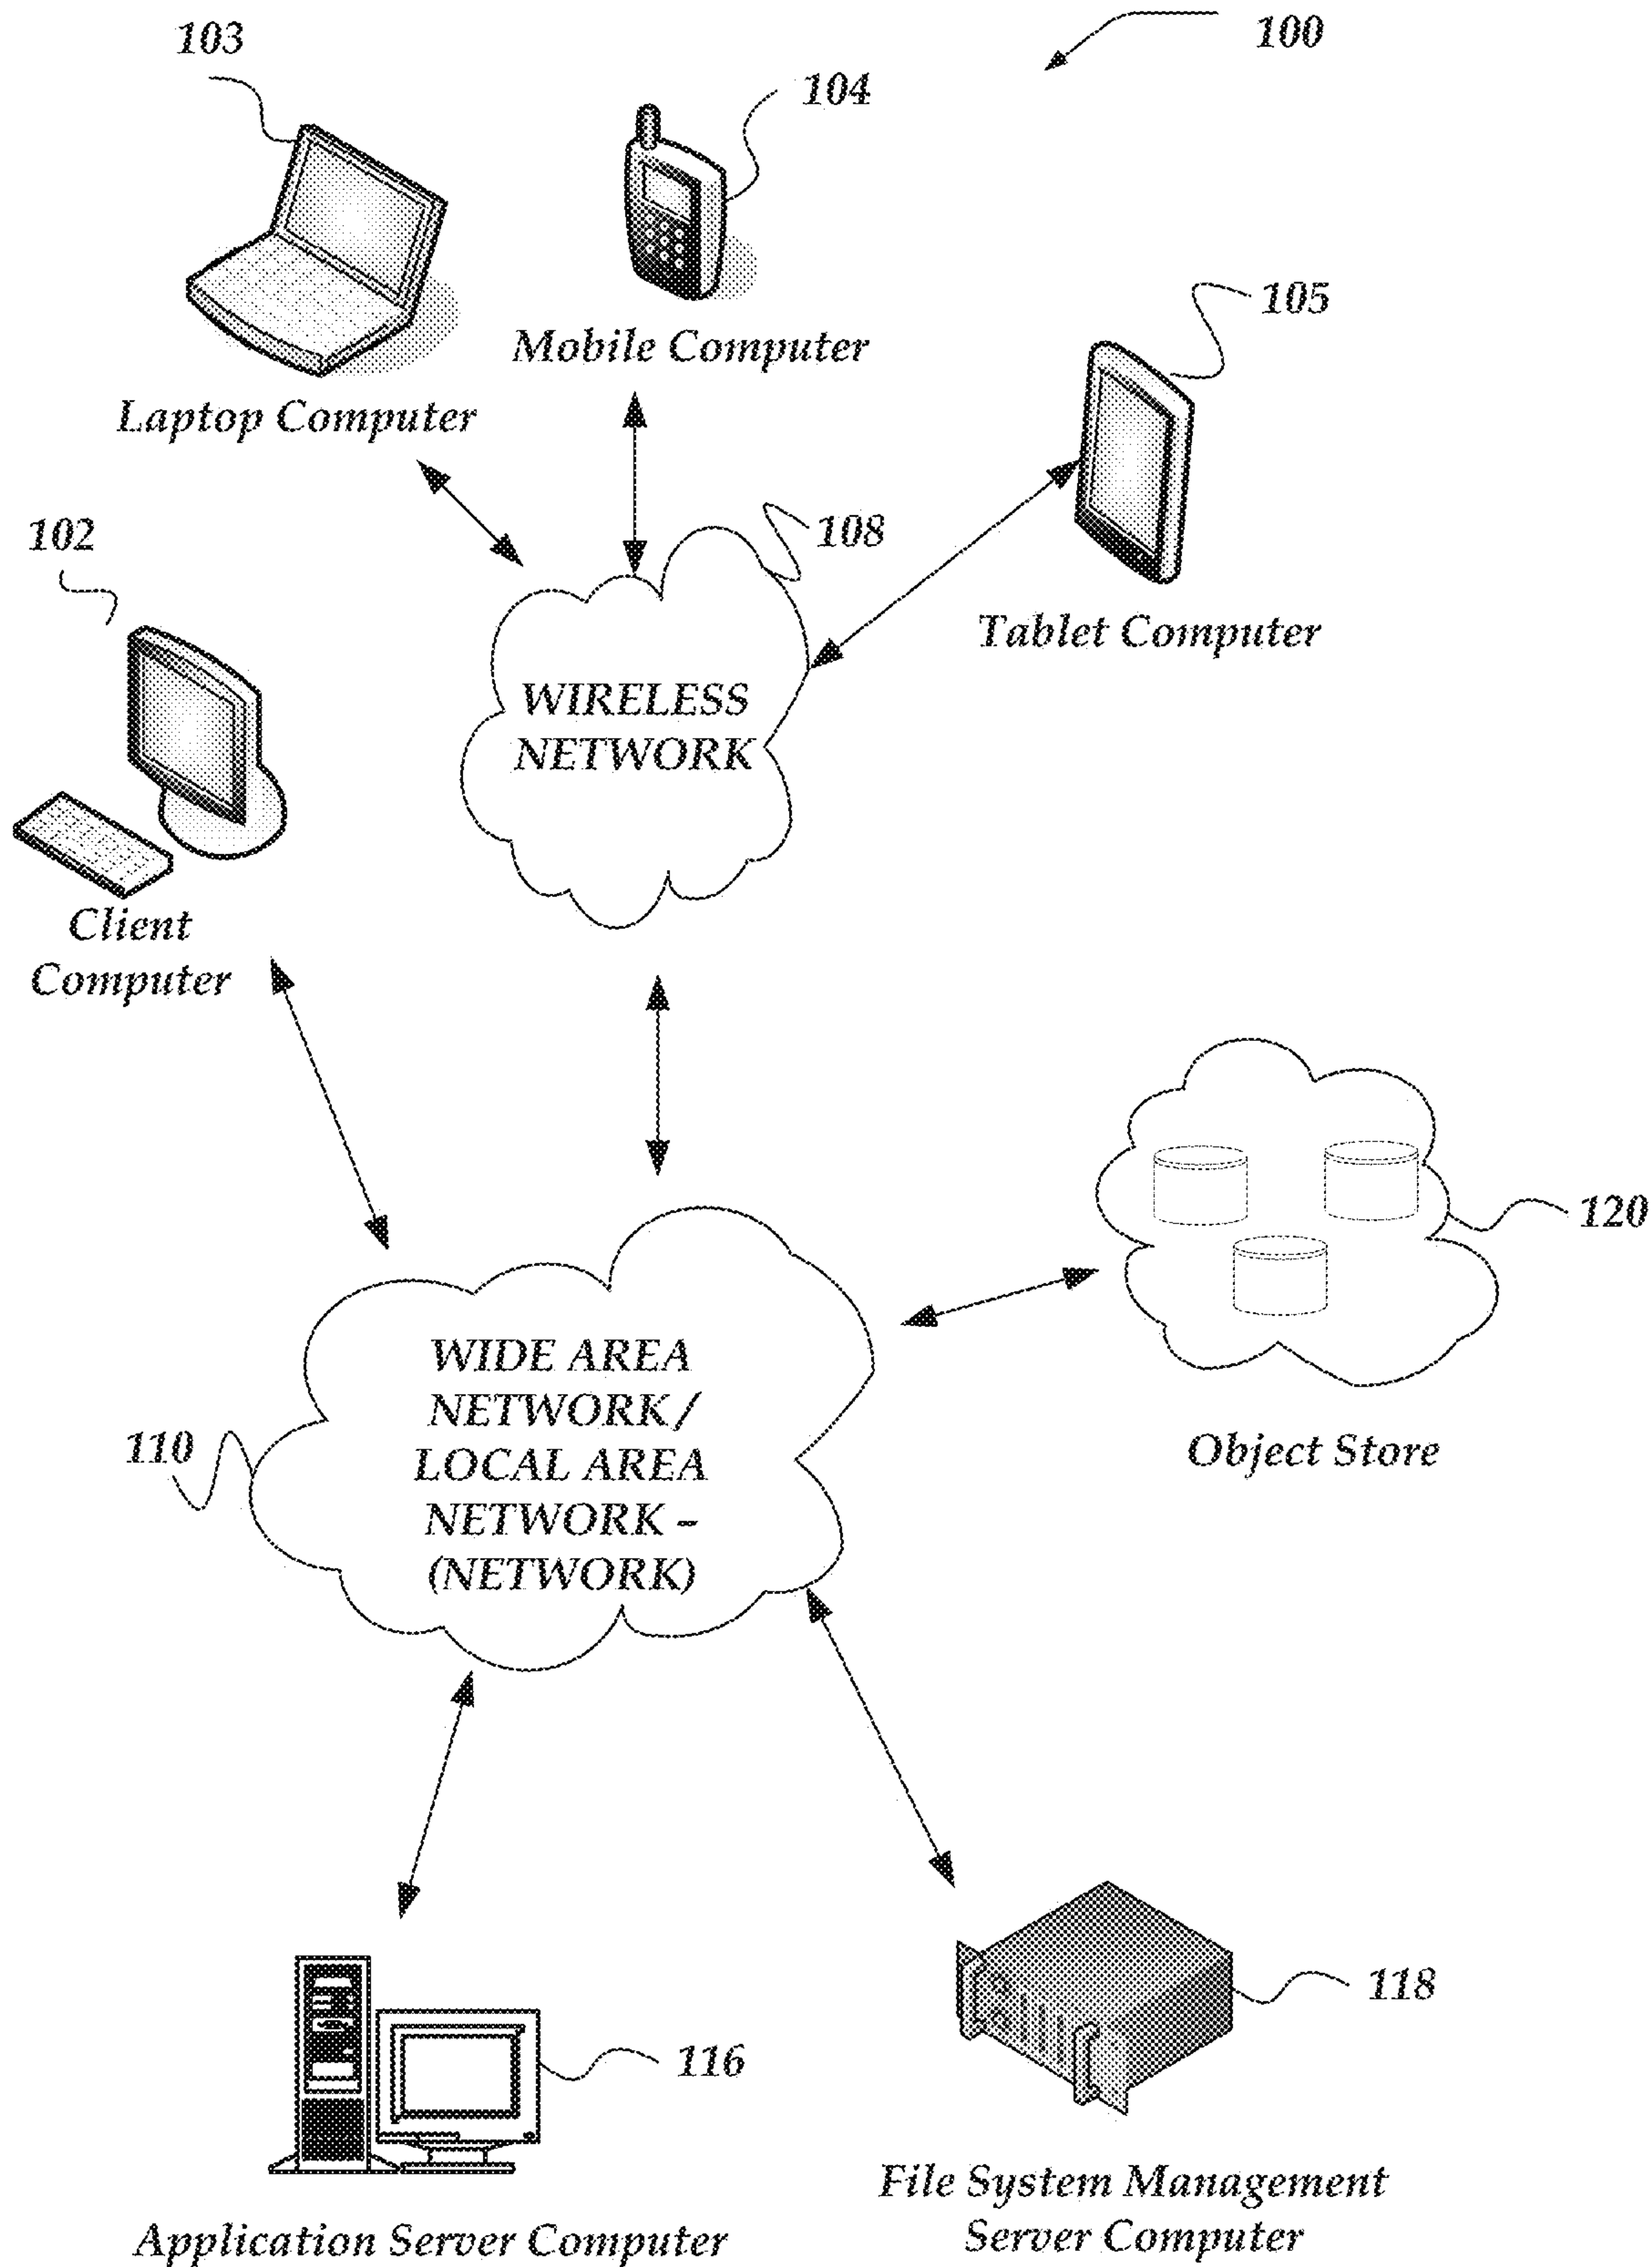 100
103
104
Mobile Computer
105
Laptop Computer
108
102
Tablet Computer
WIRELESS
NETWORK
Client
Computer
120
WIDE AREA
NETWORK /
LOCAL AREA
NETWORK –
(NETWORK)
110
Object Store
118
116
File System Management
Server Computer
Application Server Computer